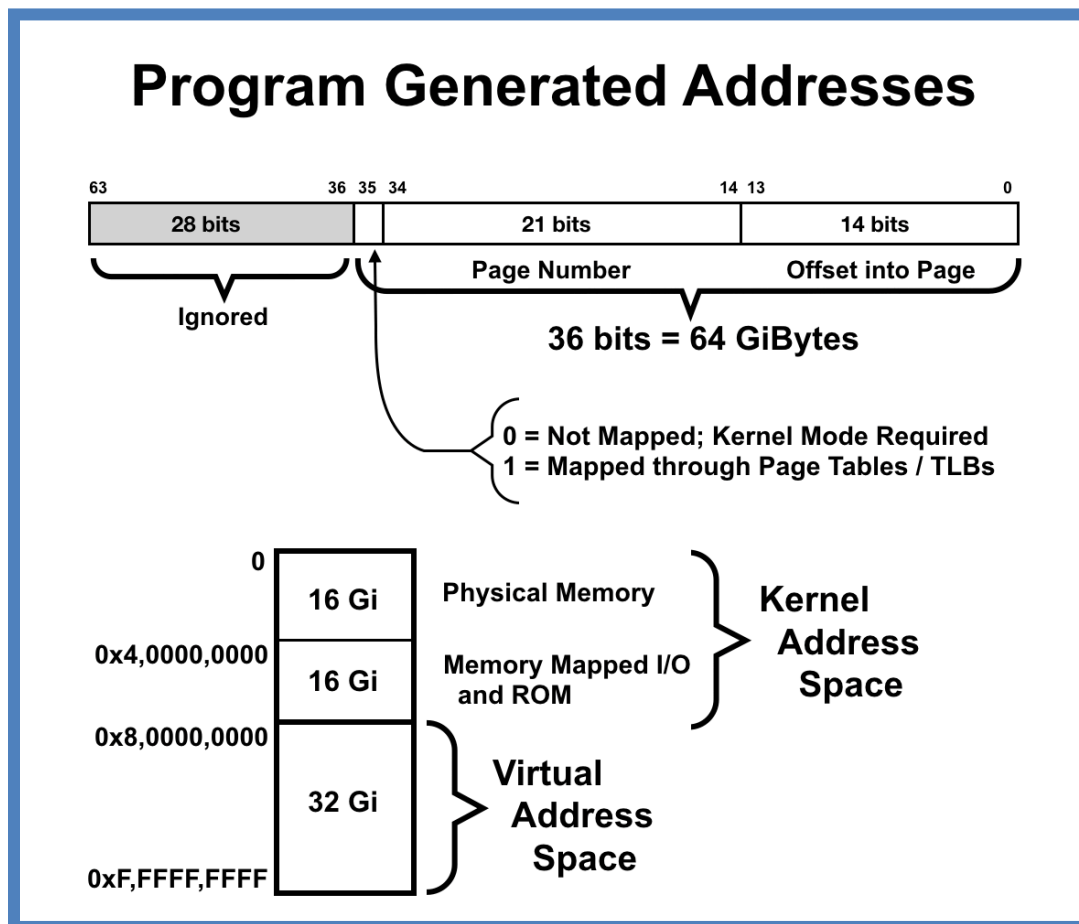 Program Generated Addresses
63 36 35 34 14 13 0
28 bits 21 bits 14 bits
Page Number Offset into Page
Ignored
36 bits = 64 GiBytes
0 = Not Mapped; Kernel Mode Required
1 = Mapped through Page Tables / TLBs
0
16 Gi
Physical Memory
0x4,0000,0000
16 Gi
Memory Mapped I/O
and ROM
Kernel
Address
Space
0x8,0000,0000
32 Gi
Virtual
Address
Space
0xF,FFFF,FFFF